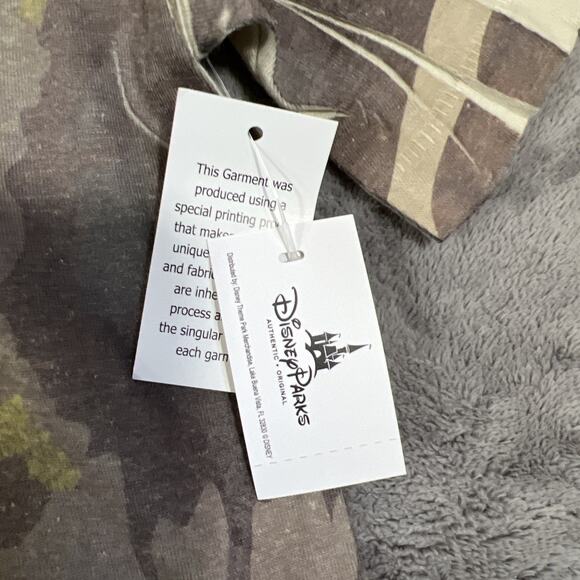 This Garment was
produced using a
special printing
that
unique
and
are
process
the singular
each
Distributed by: Disney Theme Park Merchandise, Lake Buena Vista, FL 32830 © DISNEY
Disney Parks
AUTHENTIC • ORIGINAL